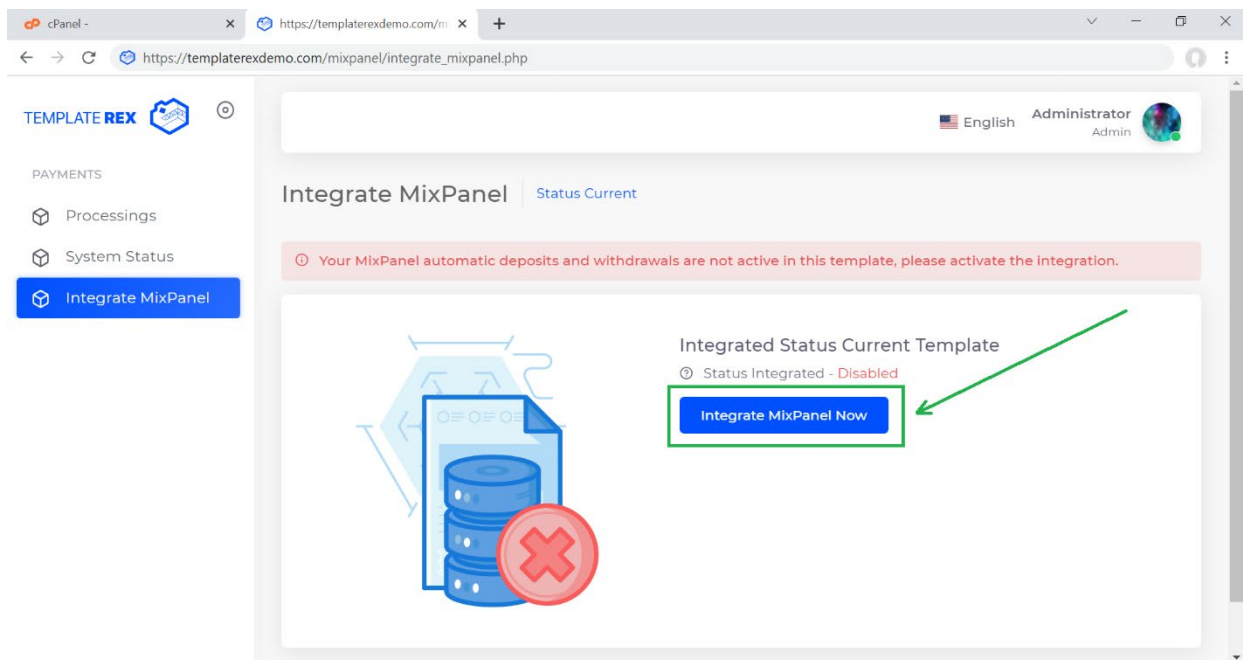 cPanel -
https://templaterexdemo.com/m
https://templaterexdemo.com/mixpanel/integrate_mixpanel.php
TEMPLATE REX
English
Administrator
Admin
PAYMENTS
Processings
System Status
Integrate MixPanel
Integrate MixPanel
Status Current
Your MixPanel automatic deposits and withdrawals are not active in this template, please activate the integration.
Integrated Status Current Template
Status Integrated - Disabled
Integrate MixPanel Now